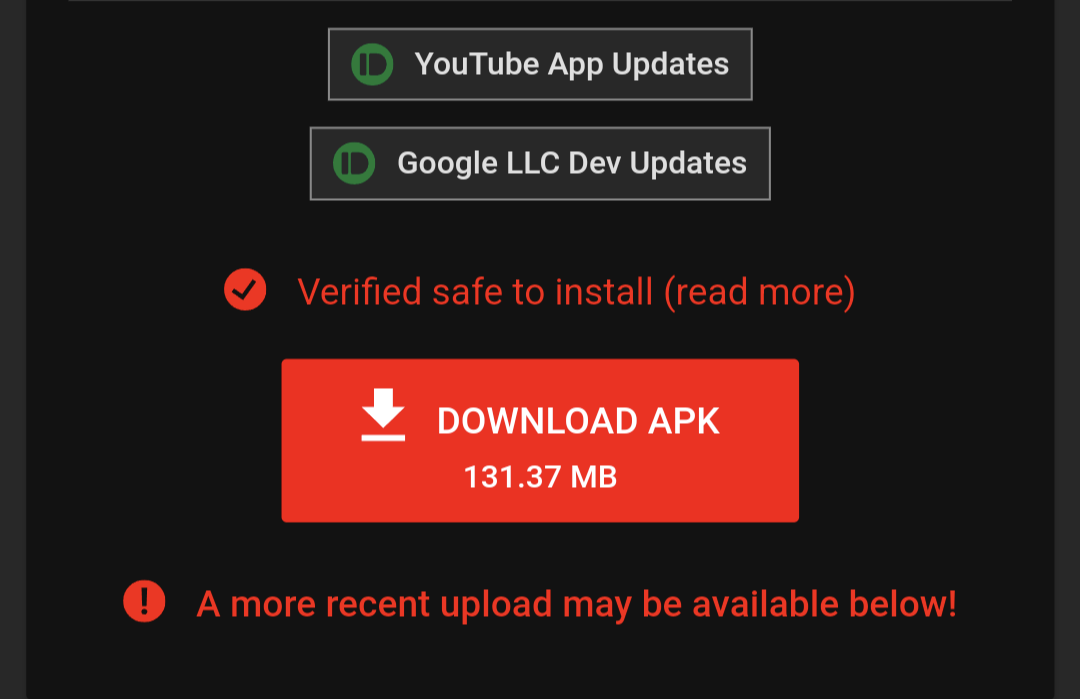 YouTube App Updates
Google LLC Dev Updates
Verified safe to install (read more)
DOWNLOAD APK
131.37 MB
A more recent upload may be available below!